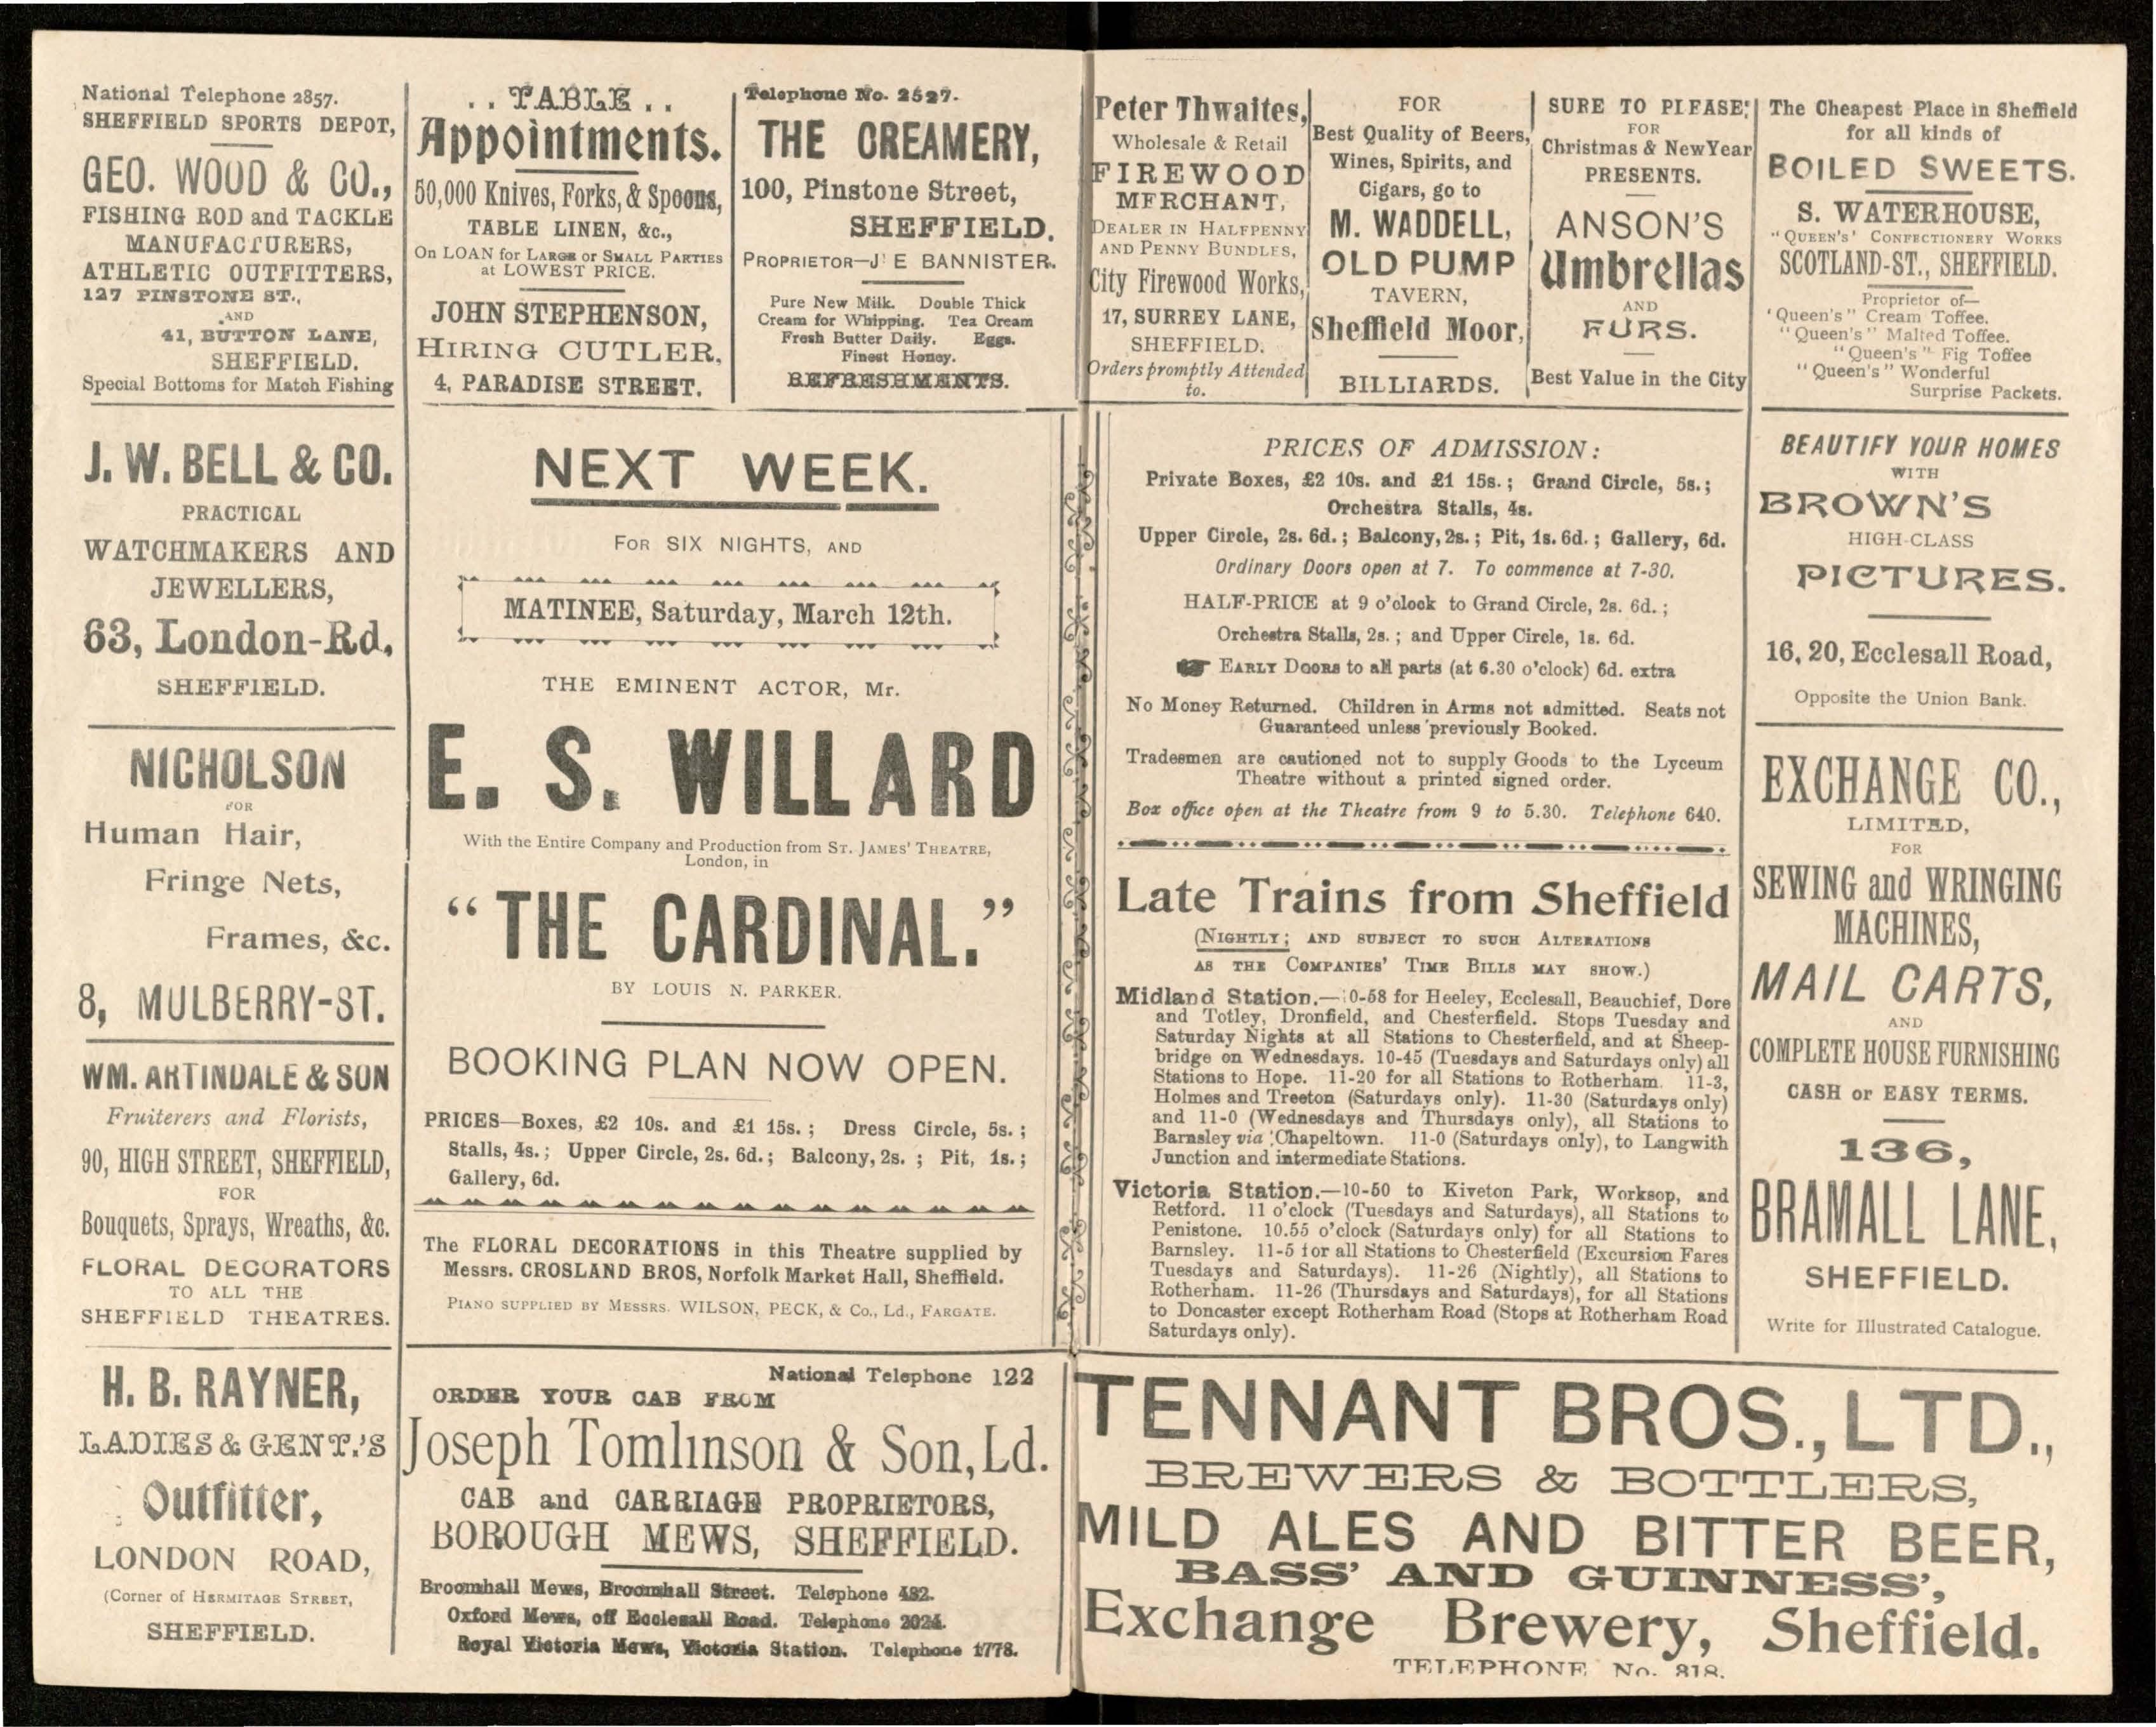 National Telephone 2857.
SHEFFIELD SPORTS DEPOT,
GEO. WOOD & CO.,
FISHING ROD and TACKLE
MANUFACTURERS,
ATHLETIC OUTFITTERS,
127 PINSTONE ST.,
AND
41, BUTTON LANE,
SHEFFIELD.
Special Bottoms for Match Fishing
. . TABLE . .
Appointments.
50,000 Knives, Forks, & Spoons,
TABLE LINEN, &c.,
On LOAN for LARGE or SMALL PARTIES
at LOWEST PRICE.
JOHN STEPHENSON,
HIRING CUTLER,
4, PARADISE STREET.
Telephone No. 2527.
THE CREAMERY,
100, Pinstone Street,
SHEFFIELD.
PROPRIETOR—J. E BANNISTER.
Pure New Milk. Double Thick
Cream for Whipping. Tea Cream
Fresh Butter Daily. Eggs.
Finest Honey.
REFRESHMENTS.
Peter Thwaites,
Wholesale & Retail
FIREWOOD
MERCHANT,
DEALER IN HALFPENNY
AND PENNY BUNDLES,
City Firewood Works,
17, SURREY LANE,
SHEFFIELD.
Orders promptly Attended
to.
FOR
Best Quality of Beers,
Wines, Spirits, and
Cigars, go to
M. WADDELL,
OLD PUMP
TAVERN,
Sheffield Moor,
BILLIARDS.
SURE TO PLEASE;
FOR
Christmas & New Year
PRESENTS.
ANSON'S
Umbrellas
AND
FURS.
Best Value in the City
The Cheapest Place in Sheffield
for all kinds of
BOILED SWEETS.
S. WATERHOUSE,
"QUEEN'S' CONFECTIONERY WORKS
SCOTLAND-ST., SHEFFIELD.
Proprietor of—
'Queen's" Cream Toffee.
"Queen's" Malted Toffee.
"Queen's" Fig Toffee
"Queen's" Wonderful
Surprise Packets.
J. W. BELL & CO.
PRACTICAL
WATCHMAKERS AND
JEWELLERS,
63, London-Rd,
SHEFFIELD.
NICHOLSON
FOR
Human Hair,
Fringe Nets,
Frames, &c.
8, MULBERRY-ST.
WM. ARTINDALE & SON
Fruiterers and Florists,
90, HIGH STREET, SHEFFIELD,
FOR
Bouquets, Sprays, Wreaths, &c.
FLORAL DECORATORS
TO ALL THE
SHEFFIELD THEATRES.
H. B. RAYNER,
LADIES & GENT.'S
Outfitter,
LONDON ROAD,
(Corner of HERMITAGE STREET,
SHEFFIELD.
NEXT WEEK.
FOR SIX NIGHTS, AND
MATINEE, Saturday, March 12th.
THE EMINENT ACTOR, Mr.
E. S. WILLARD
With the Entire Company and Production from ST. JAMES' THEATRE,
London, in
"THE CARDINAL."
BY LOUIS N. PARKER.
BOOKING PLAN NOW OPEN.
PRICES—Boxes, £2 10s. and £1 15s. ; Dress Circle, 5s. ;
Stalls, 4s. ; Upper Circle, 2s. 6d. ; Balcony, 2s. ; Pit, 1s. ;
Gallery, 6d.
The FLORAL DECORATIONS in this Theatre supplied by
Messrs. CROSLAND BROS, Norfolk Market Hall, Sheffield.
PIANO SUPPLIED BY MESSRS. WILSON, PECK, & Co., Ld., FARGATE.
National Telephone 122
ORDER YOUR CAB FROM
Joseph Tomlinson & Son, Ld.
CAB and CARRIAGE PROPRIETORS,
BOROUGH MEWS, SHEFFIELD.
Broomhall Mews, Broomhall Street. Telephone 482.
Oxford Mews, off Ecclesall Road. Telephone 2024.
Royal Victoria Mews, Victoria Station. Telephone 1778.
PRICES OF ADMISSION :
Private Boxes, £2 10s. and £1 15s. ; Grand Circle, 5s. ;
Orchestra Stalls, 4s.
Upper Circle, 2s. 6d. ; Balcony, 2s. ; Pit, 1s. 6d. ; Gallery, 6d.
Ordinary Doors open at 7. To commence at 7-30.
HALF-PRICE at 9 o'clock to Grand Circle, 2s. 6d. ;
Orchestra Stalls, 2s. ; and Upper Circle, 1s. 6d.
EARLY DOORS to all parts (at 6.30 o'clock) 6d. extra
No Money Returned. Children in Arms not admitted. Seats not
Guaranteed unless previously Booked.
Tradesmen are cautioned not to supply Goods to the Lyceum
Theatre without a printed signed order.
Box office open at the Theatre from 9 to 5.30. Telephone 640.
Late Trains from Sheffield
(NIGHTLY ; AND SUBJECT TO SUCH ALTERATIONS
AS THE COMPANIES' TIME BILLS MAY SHOW.)
Midland Station.—10-58 for Heeley, Ecclesall, Beauchief, Dore
and Totley, Dronfield, and Chesterfield. Stops Tuesday and
Saturday Nights at all Stations to Chesterfield, and at Sheep-
bridge on Wednesdays. 10-45 (Tuesdays and Saturdays only) all
Stations to Hope. 11-20 for all Stations to Rotherham. 11-3,
Holmes and Treeton (Saturdays only). 11-30 (Saturdays only)
and 11-0 (Wednesdays and Thursdays only), all Stations to
Barnsley via Chapeltown. 11-0 (Saturdays only), to Langwith
Junction and intermediate Stations.
Victoria Station.—10-50 to Kiveton Park, Worksop, and
Retford. 11 o'clock (Tuesdays and Saturdays), all Stations to
Penistone. 10.55 o'clock (Saturdays only) for all Stations to
Barnsley. 11-5 for all Stations to Chesterfield (Excursion Fares
Tuesdays and Saturdays). 11-26 (Nightly), all Stations to
Rotherham. 11-26 (Thursdays and Saturdays), for all Stations
to Doncaster except Rotherham Road (Stops at Rotherham Road
Saturdays only).
BEAUTIFY YOUR HOMES
WITH
BROWN'S
HIGH-CLASS
PICTURES.
16, 20, Ecclesall Road,
Opposite the Union Bank.
EXCHANGE CO.,
LIMITED,
FOR
SEWING and WRINGING
MACHINES,
MAIL CARTS,
AND
COMPLETE HOUSE FURNISHING
CASH or EASY TERMS.
136,
BRAMALL LANE,
SHEFFIELD.
Write for Illustrated Catalogue.
TENNANT BROS., LTD.,
BREWERS & BOTTLERS,
MILD ALES AND BITTER BEER,
BASS' AND GUINNESS',
Exchange Brewery, Sheffield.
TELEPHONE No. 818.